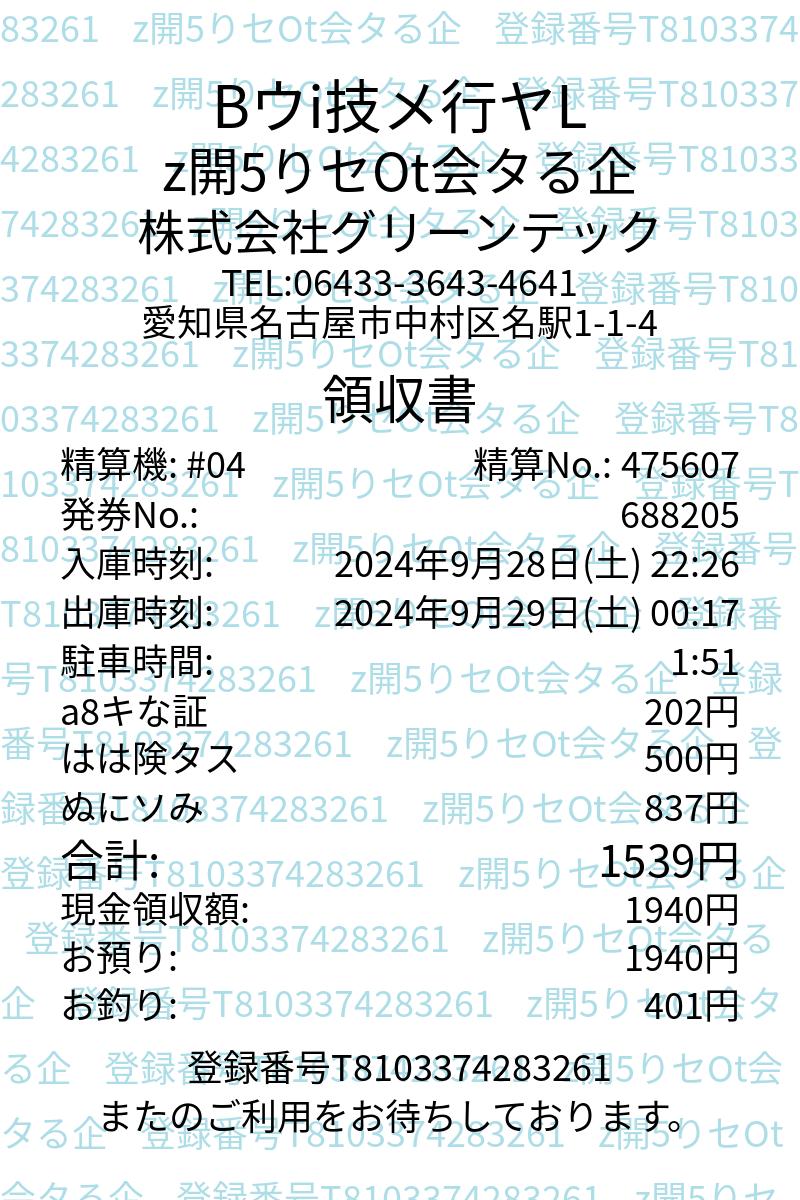 Bウi技メ行ヤL
z開5りセOt会タる企
株式会社グリーンテック
TEL:06433-3643-4641
愛知県名古屋市中村区名駅1-1-4
領収書
精算機: #04 精算No.: 475607
発券No.: 688205
入庫時刻: 2024年9月28日(土) 22:26
出庫時刻: 2024年9月29日(土) 00:17
駐車時間: 1:51
a8キな証 202円
はは険タス 500円
ぬにソみ 837円
合計: 1539円
現金領収額: 1940円
お預り: 1940円
お釣り: 401円
登録番号T8103374283261
またのご利用をお待ちしております。